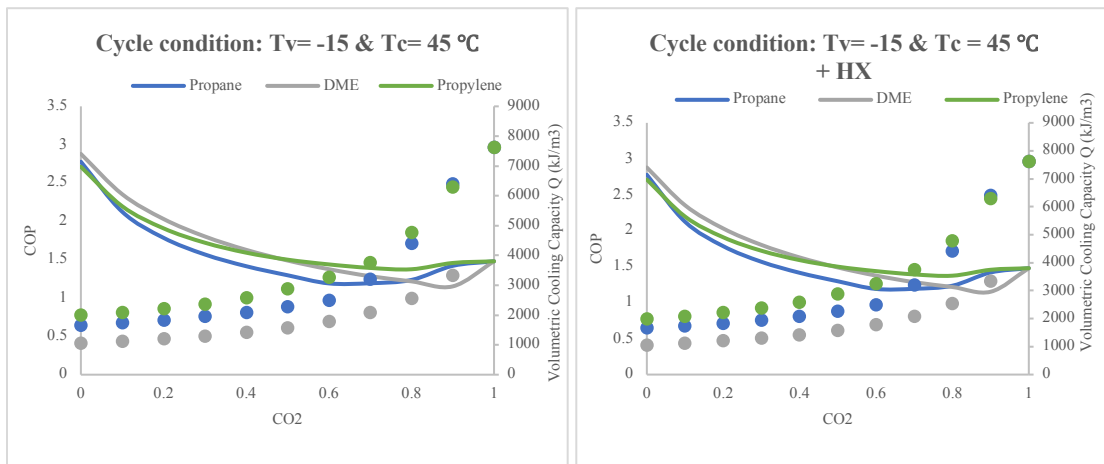 Cycle condition: Tv= -15 & Tc= 45 ℃
Propane DME Propylene
3.5
3
2.5
2
1.5
1
0.5
0
COP
9000
8000
7000
6000
5000
4000
3000
2000
1000
0
Volumetric Cooling Capacity Q (kJ/m3)
0 0.2 0.4 0.6 0.8 1
CO2
Cycle condition: Tv= -15 & Tc = 45 ℃
+ HX
Propane DME Propylene
3.5
3
2.5
2
1.5
1
0.5
0
COP
9000
8000
7000
6000
5000
4000
3000
2000
1000
0
Volumetric Cooling Capacity Q (kJ/m3)
0 0.2 0.4 0.6 0.8 1
CO2